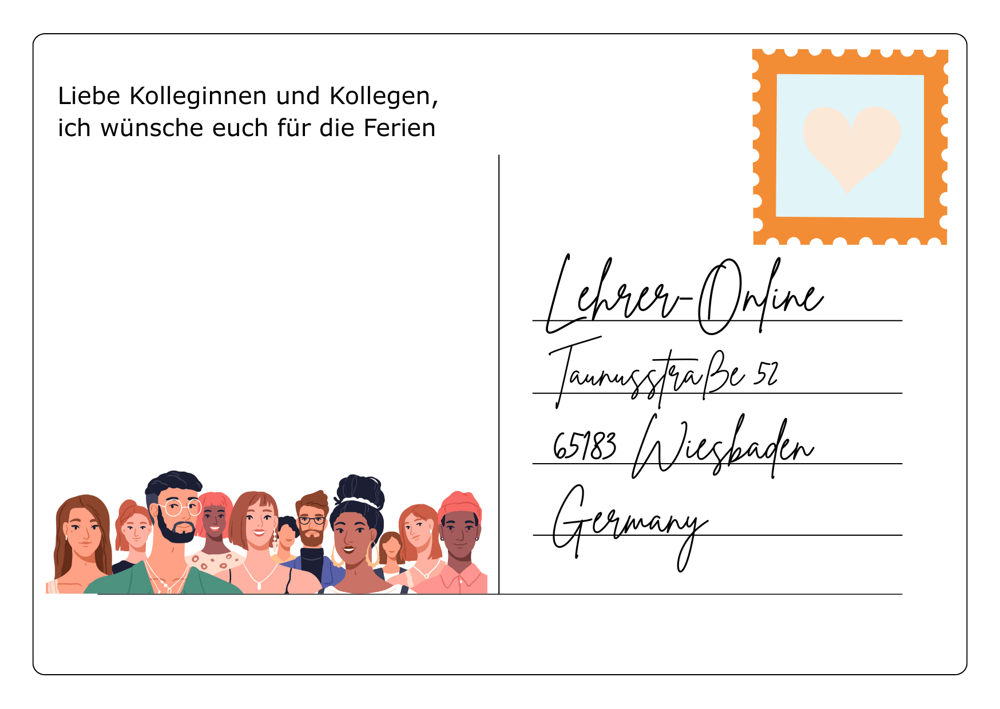 Liebe Kolleginnen und Kollegen,
ich wünsche euch für die Ferien
Lehrer-Online
Taunusstraße 52
65183 Wiesbaden
Germany